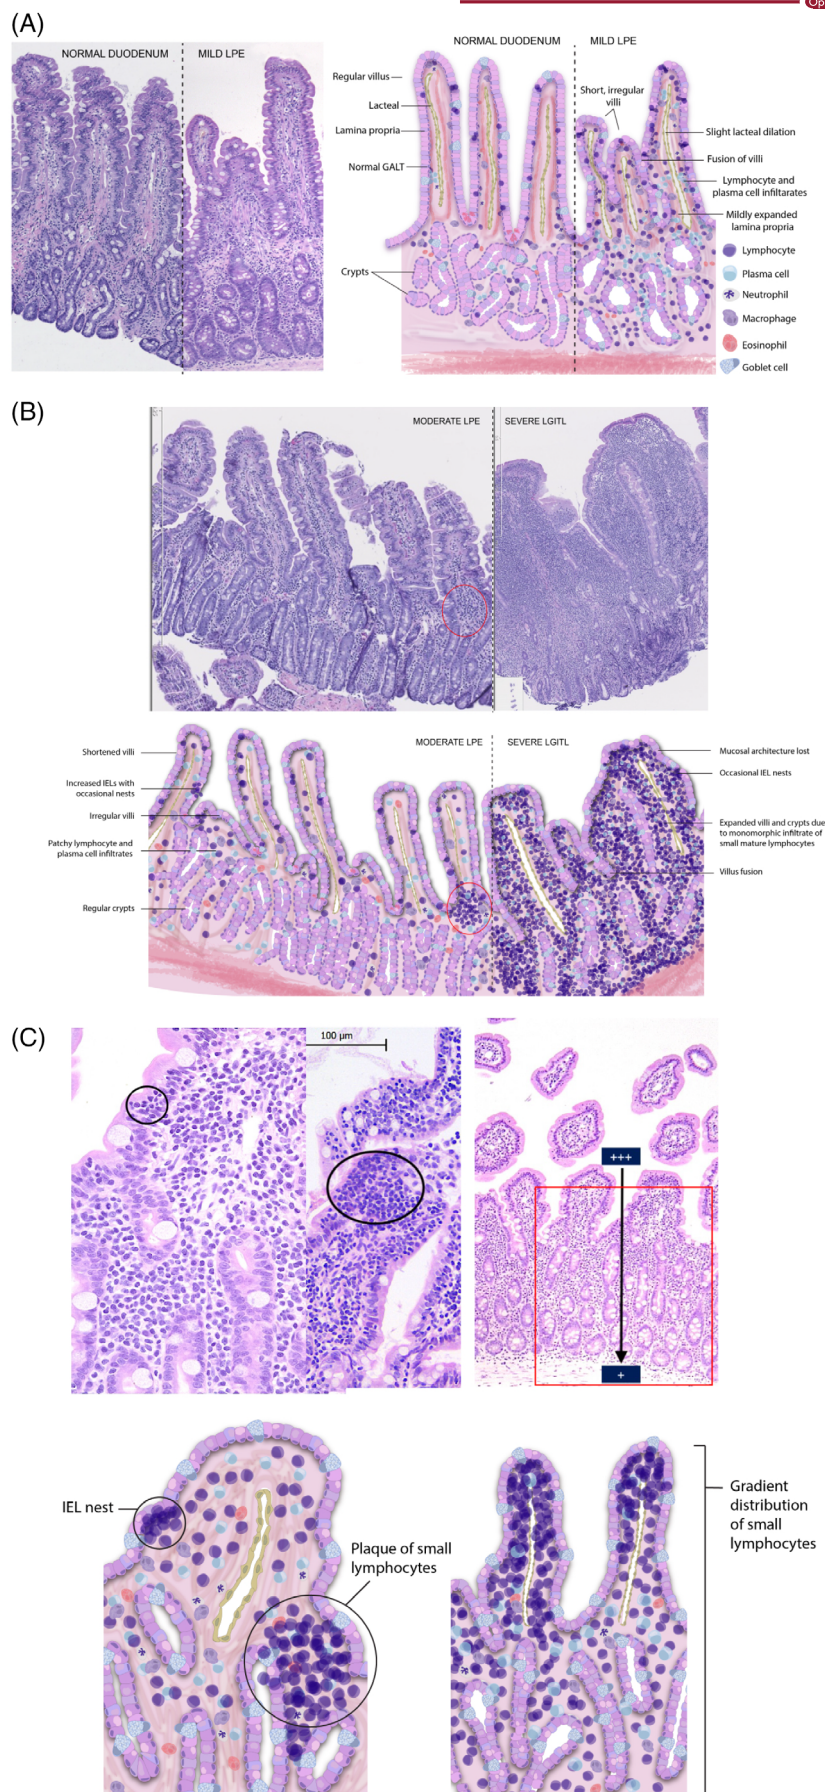 Op
(A)
NORMAL DUODENUM
MILD LPE
NORMAL DUODENUM
MILD LPE
Regular villus
Lacteal
Lamina propria
Normal GALT
Crypts
Short, irregular
villi
Slight lacteal dilation
Fusion of villi
Lymphocyte and
plasma cell infiltarates
Mildly expanded
lamina propria
Lymphocyte
Plasma cell
Neutrophil
Macrophage
Eosinophil
Goblet cell
(B)
MODERATE LPE
SEVERE LGITL
MODERATE LPE
SEVERE LGITL
Shortened villi
Increased IELs with
occasional nests
Irregular villi
Patchy lymphocyte and
plasma cell infiltrates
Regular crypts
Mucosal architecture lost
Occasional IEL nests
Expanded villi and crypts due
to monomorphic infiltrate of
small mature lymphocytes
Villus fusion
(C)
100 µm
+++
+
IEL nest
Plaque of small
lymphocytes
Gradient
distribution
of small
lymphocytes